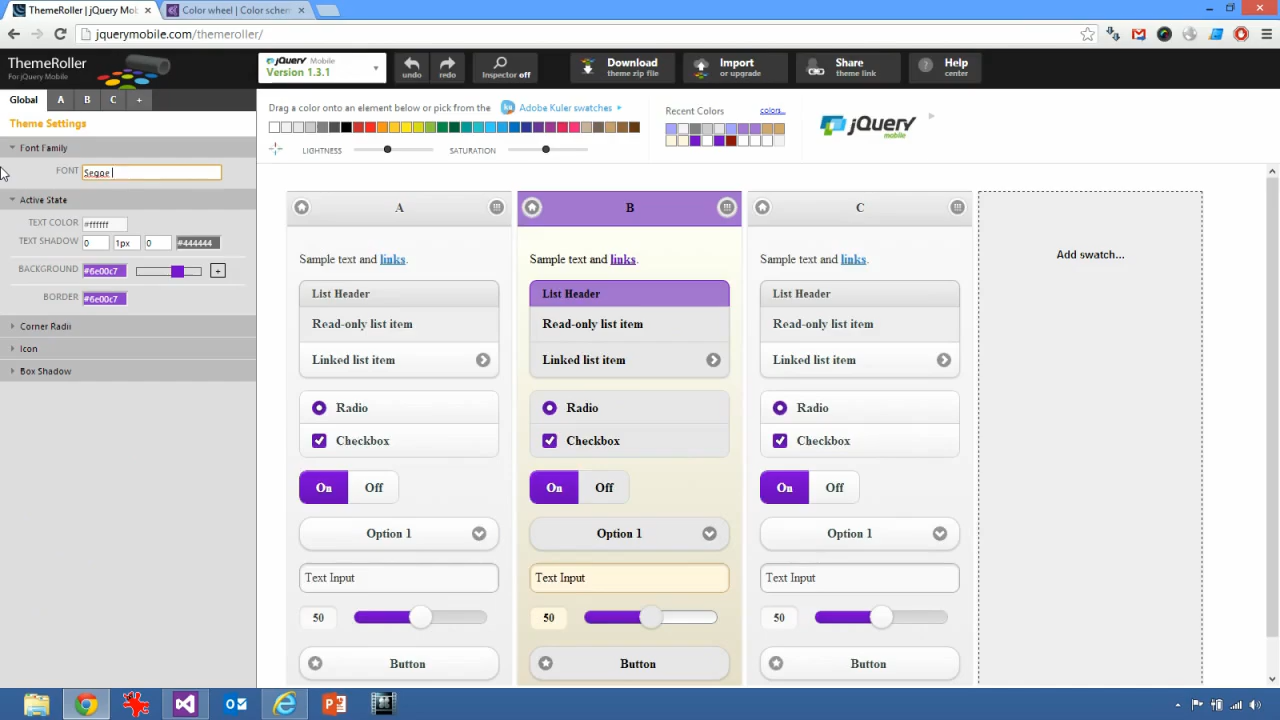 ThemeRoller | jQuery Mob
Color wheel | Color schem
jquerymobile.com/themeroller/
ThemeRoller
For jQuery Mobile
jQuery Mobile
Version 1.3.1
undo
redo
Inspector off
Download
theme zip file
Import
or upgrade
Share
theme link
Help
center
Global A B C +
Theme Settings
Font Family
FONT Segoe
Active State
TEXT COLOR #ffffff
TEXT SHADOW 0 1px 0 #444444
BACKGROUND #6e00c7 +
BORDER #6e00c7
Corner Radii
Icon
Box Shadow
Drag a color onto an element below or pick from the Adobe Kuler swatches
LIGHTNESS SATURATION
Recent Colors colors..
jQuery
mobile
A
Sample text and links.
List Header
Read-only list item
Linked list item
Radio
Checkbox
On Off
Option 1
Text Input
50
Button
B
Sample text and links.
List Header
Read-only list item
Linked list item
Radio
Checkbox
On Off
Option 1
Text Input
50
Button
C
Sample text and links.
List Header
Read-only list item
Linked list item
Radio
Checkbox
On Off
Option 1
Text Input
50
Button
Add swatch...